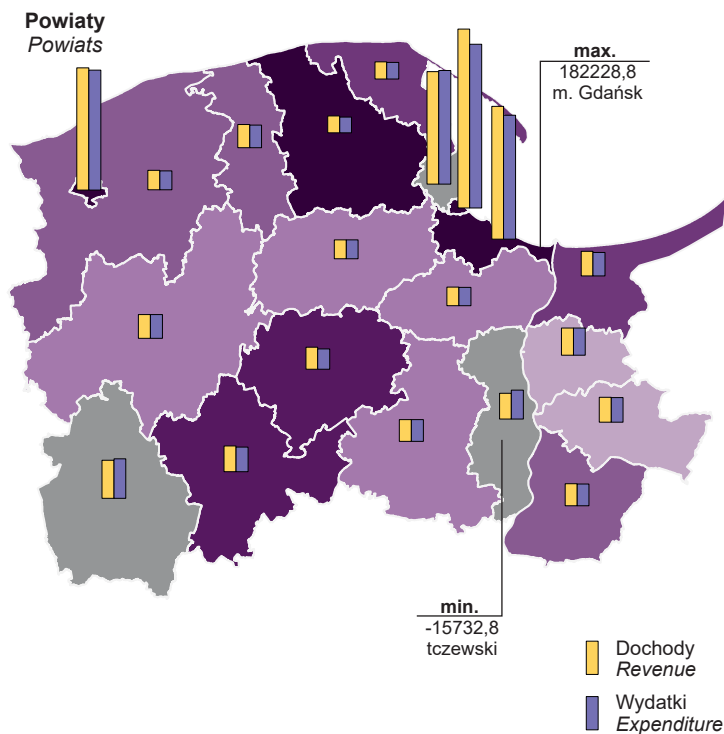 Powiaty
Powiats
max.
182228,8
m. Gdańsk
min.
-15732,8
tczewski
Dochody
Revenue
Wydatki
Expenditure